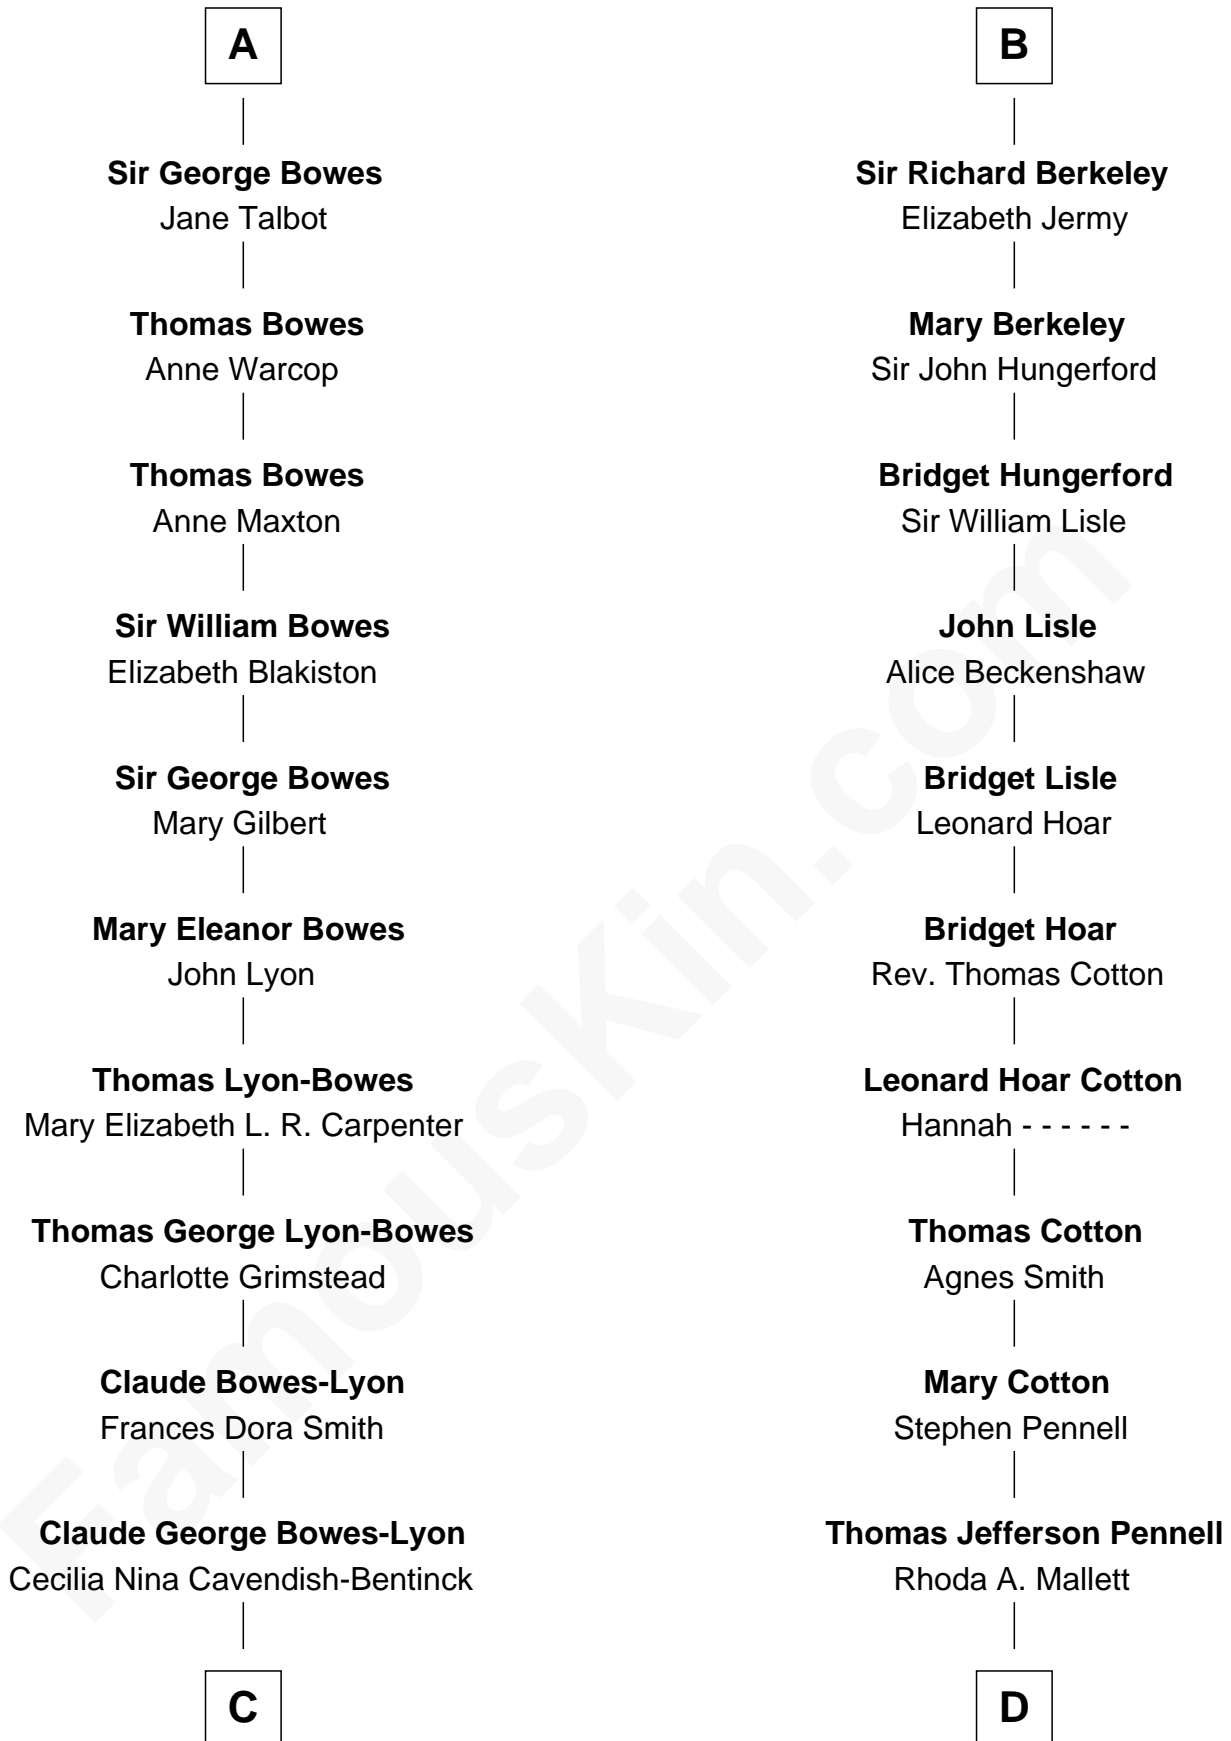 A
Sir George Bowes
Jane Talbot
Thomas Bowes
Anne Warcop
Thomas Bowes
Anne Maxton
Sir William Bowes
Elizabeth Blakiston
Sir George Bowes
Mary Gilbert
Mary Eleanor Bowes
John Lyon
Thomas Lyon-Bowes
Mary Elizabeth L. R. Carpenter
Thomas George Lyon-Bowes
Charlotte Grimstead
Claude Bowes-Lyon
Frances Dora Smith
Claude George Bowes-Lyon
Cecilia Nina Cavendish-Bentinck
C
B
Sir Richard Berkeley
Elizabeth Jermy
Mary Berkeley
Sir John Hungerford
Bridget Hungerford
Sir William Lisle
John Lisle
Alice Beckenshaw
Bridget Lisle
Leonard Hoar
Bridget Hoar
Rev. Thomas Cotton
Leonard Hoar Cotton
Hannah - - - - - -
Thomas Cotton
Agnes Smith
Mary Cotton
Stephen Pennell
Thomas Jefferson Pennell
Rhoda A. Mallett
D
FamousKin.com